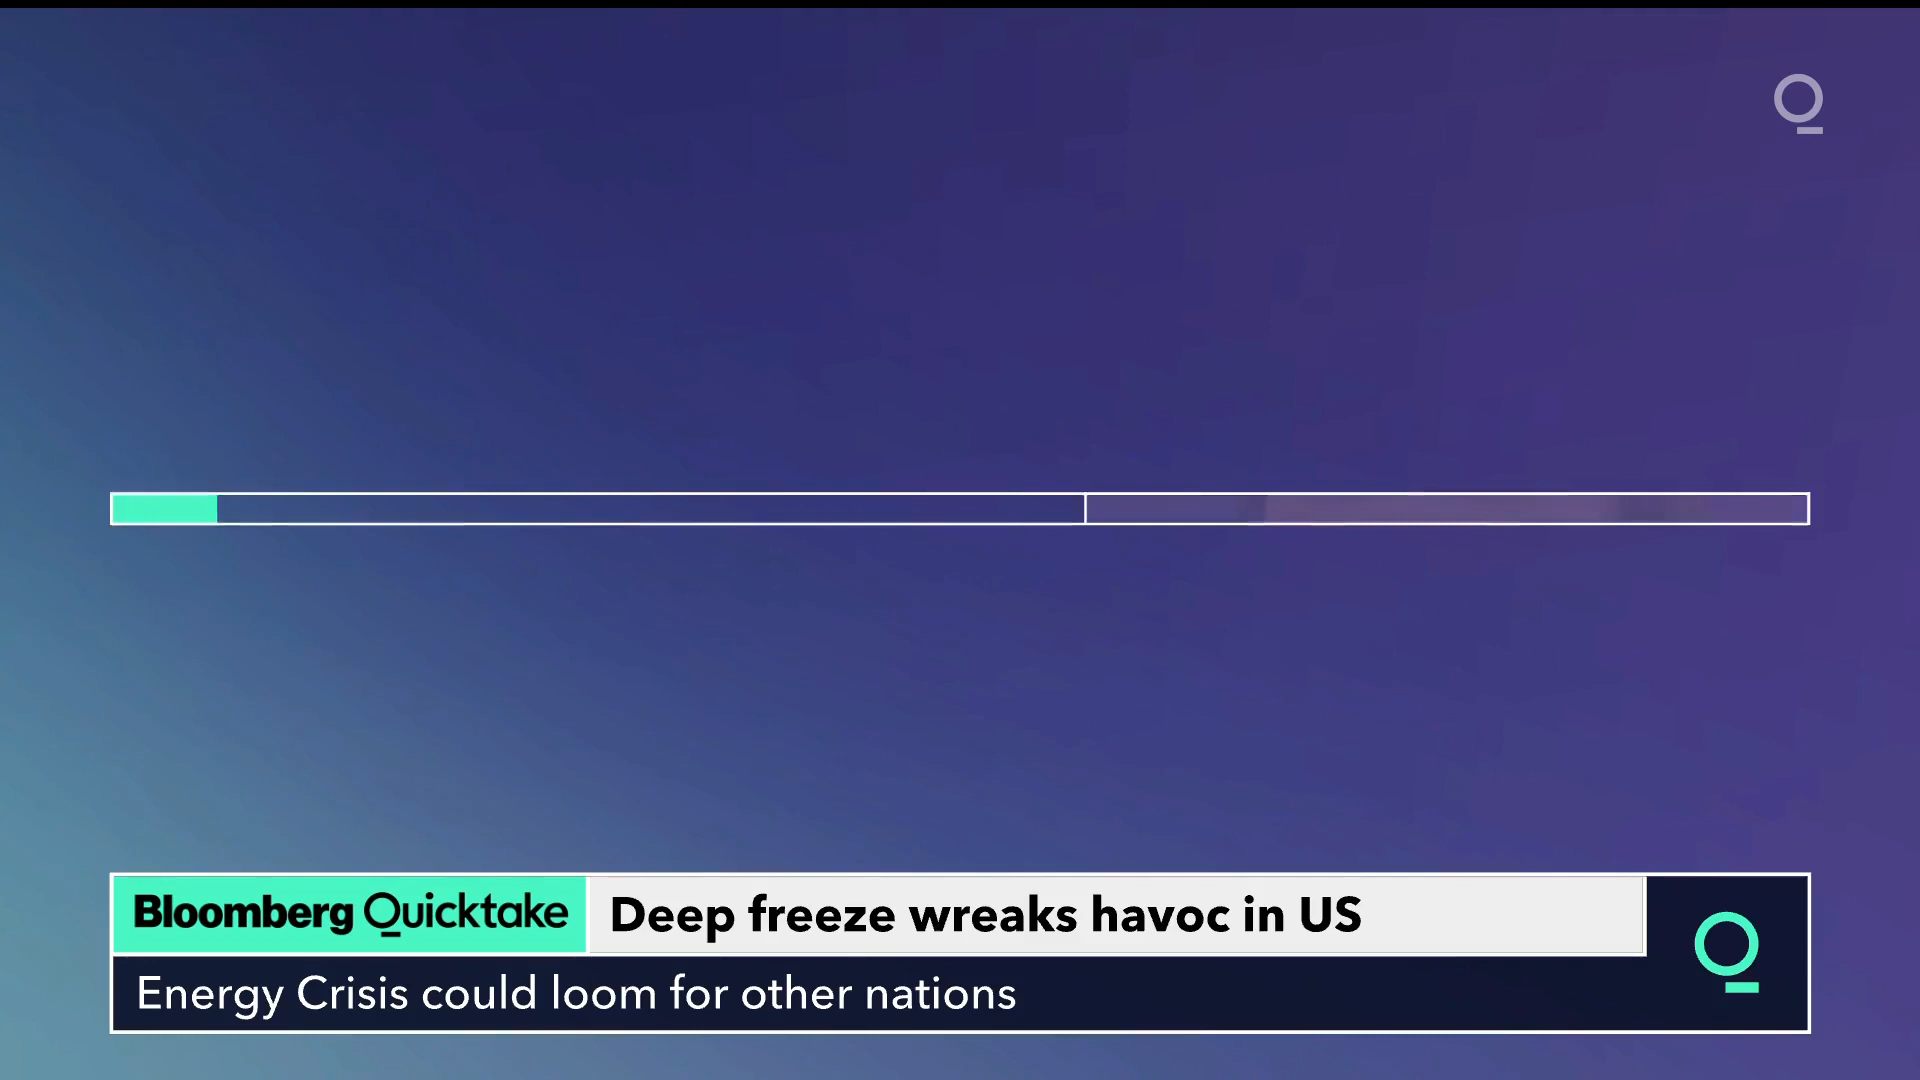 Bloomberg Quicktake
Deep freeze wreaks havoc in US
Energy Crisis could loom for other nations